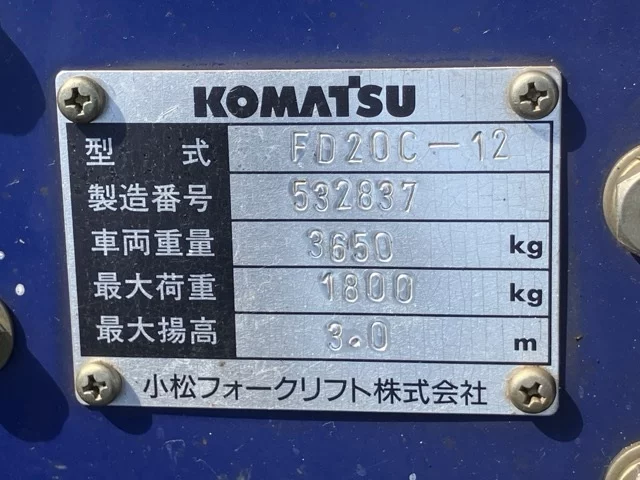 KOMATSU
型 式 FD20C-12
製造番号 532837
車両重量 3650 kg
最大荷重 1800 kg
最大揚高 3.0 m
小松フォークリフト株式会社